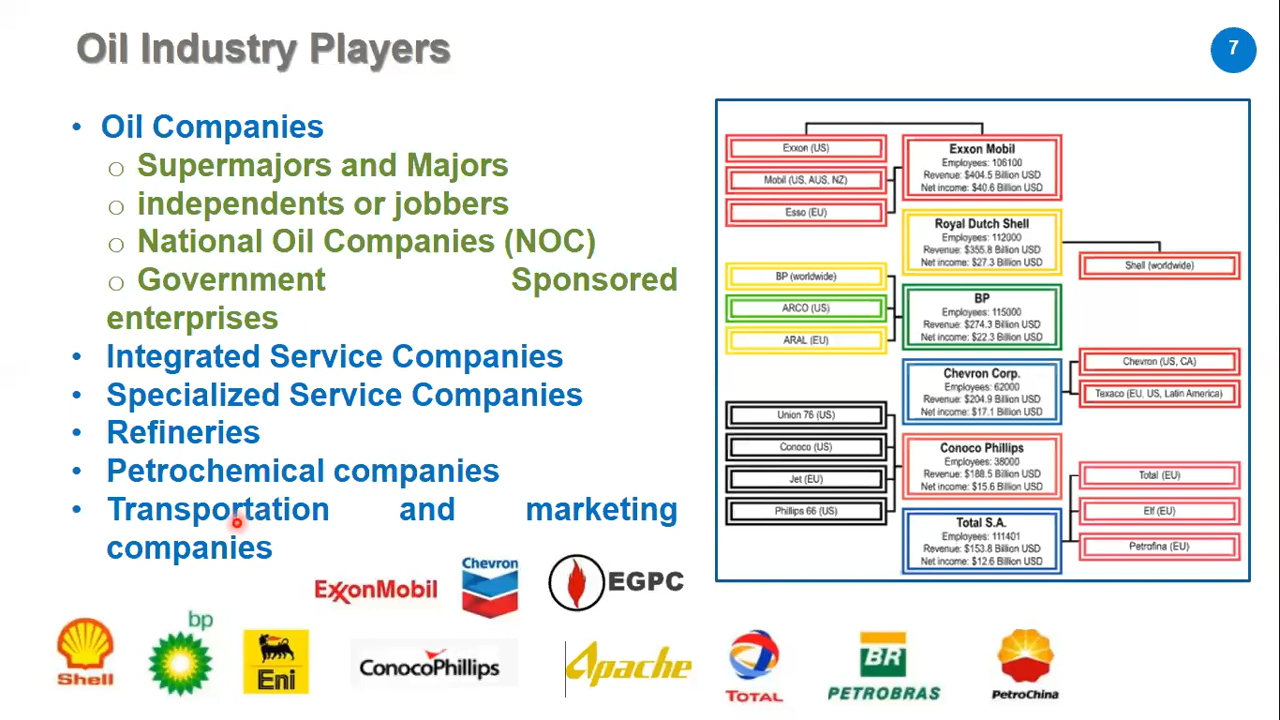 Oil Industry Players
7
• Oil Companies
o Supermajors and Majors
o independents or jobbers
o National Oil Companies (NOC)
o Government Sponsored
enterprises
• Integrated Service Companies
• Specialized Service Companies
• Refineries
• Petrochemical companies
• Transportation and marketing
companies
Exxon (US)
Mobil (US, AUS, NZ)
Esso (EU)
Exxon Mobil
Employees: 106100
Revenue: $404.5 Billion USD
Net income: $40.6 Billion USD
Royal Dutch Shell
Employees: 112000
Revenue: $355.8 Billion USD
Net income: $27.3 Billion USD
Shell (worldwide)
BP (worldwide)
ARCO (US)
ARAL (EU)
BP
Employees: 115000
Revenue: $274.3 Billion USD
Net income: $22.3 Billion USD
Chevron Corp.
Employees: 62000
Revenue: $204.9 Billion USD
Net income: $17.1 Billion USD
Chevron (US, CA)
Texaco (EU, US, Latin America)
Union 76 (US)
Conoco (US)
Jet (EU)
Phillips 66 (US)
Conoco Phillips
Employees: 38000
Revenue: $188.5 Billion USD
Net income: $15.6 Billion USD
Total S.A.
Employees: 111401
Revenue: $153.8 Billion USD
Net income: $12.6 Billion USD
Total (EU)
Elf (EU)
Petrofina (EU)
ExxonMobil
Chevron
EGPC
Shell
bp
Eni
ConocoPhillips
Apache
TOTAL
BR
PETROBRAS
PetroChina